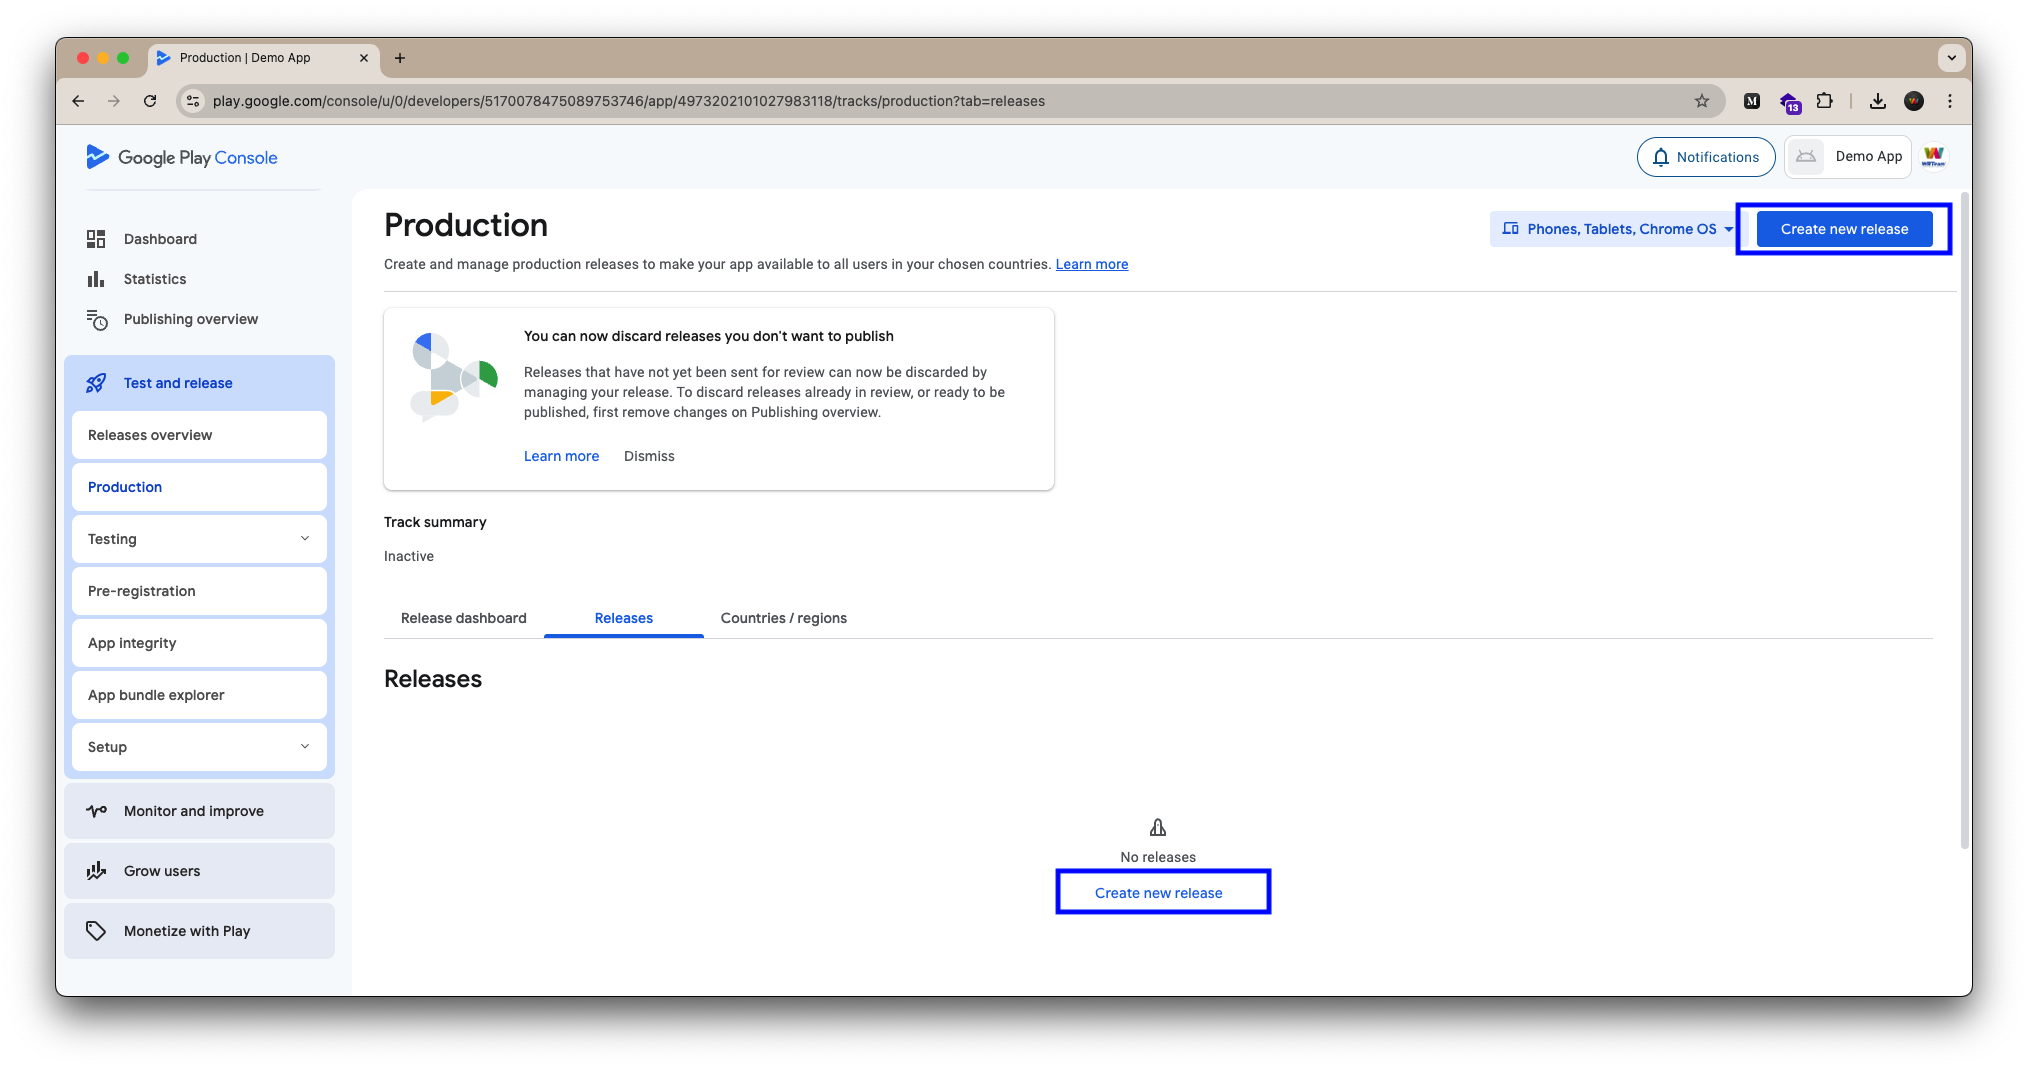 Production | Demo App
play.google.com/console/u/0/developers/5170078475089753746/app/4973202101027983118/tracks/production?tab=releases
M
13
Google Play Console
Notifications
Demo App
WRTeam
Dashboard
Statistics
Publishing overview
Test and release
Releases overview
Production
Testing
Pre-registration
App integrity
App bundle explorer
Setup
Monitor and improve
Grow users
Monetize with Play
Production
Phones, Tablets, Chrome OS
Create new release
Create and manage production releases to make your app available to all users in your chosen countries. Learn more
You can now discard releases you don't want to publish
Releases that have not yet been sent for review can now be discarded by
managing your release. To discard releases already in review, or ready to be
published, first remove changes on Publishing overview.
Learn more Dismiss
Track summary
Inactive
Release dashboard Releases Countries / regions
Releases
No releases
Create new release